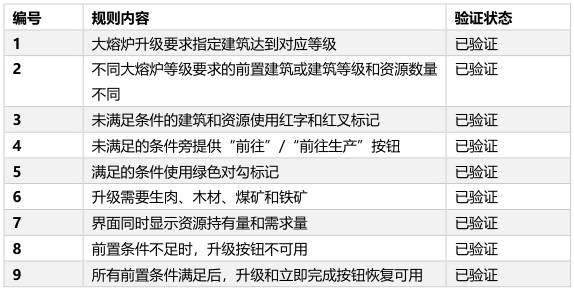 编号 规则内容 验证状态
1 大熔炉升级要求指定建筑达到对应等级 已验证
2 不同大熔炉等级要求的前置建筑或建筑等级和资源数量 已验证
不同
3 未满足条件的建筑和资源使用红字和红叉标记 已验证
4 未满足的条件旁提供“前往”/“前往生产”按钮 已验证
5 满足的条件使用绿色对勾标记 已验证
6 升级需要生肉、木材、煤矿和铁矿 已验证
7 界面同时显示资源持有量和需求量 已验证
8 前置条件不足时，升级按钮不可用 已验证
9 所有前置条件满足后，升级和立即完成按钮恢复可用 已验证